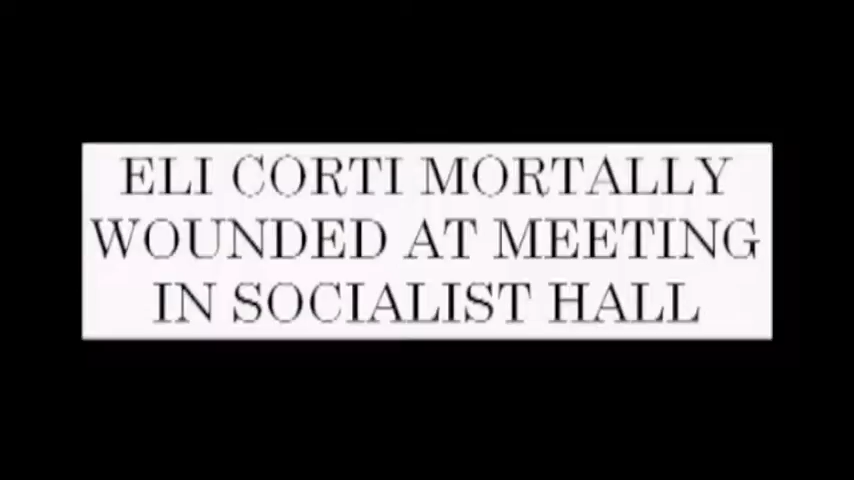 ELI CORTI MORTALLY
WOUNDED AT MEETING
IN SOCIALIST HALL